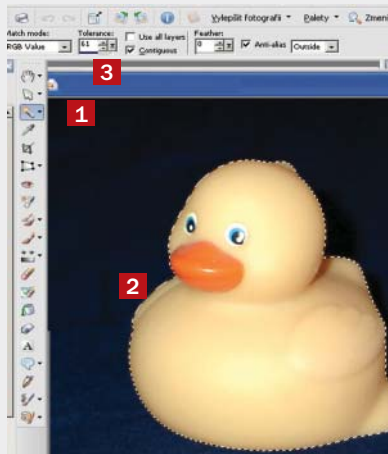 Vylepšit fotografii Palety Zmen
Match mode: Tolerance: Use all layers Feather:
RGB Value 61 Contiguous 0 Anti-alias Outside
3
1
2
A